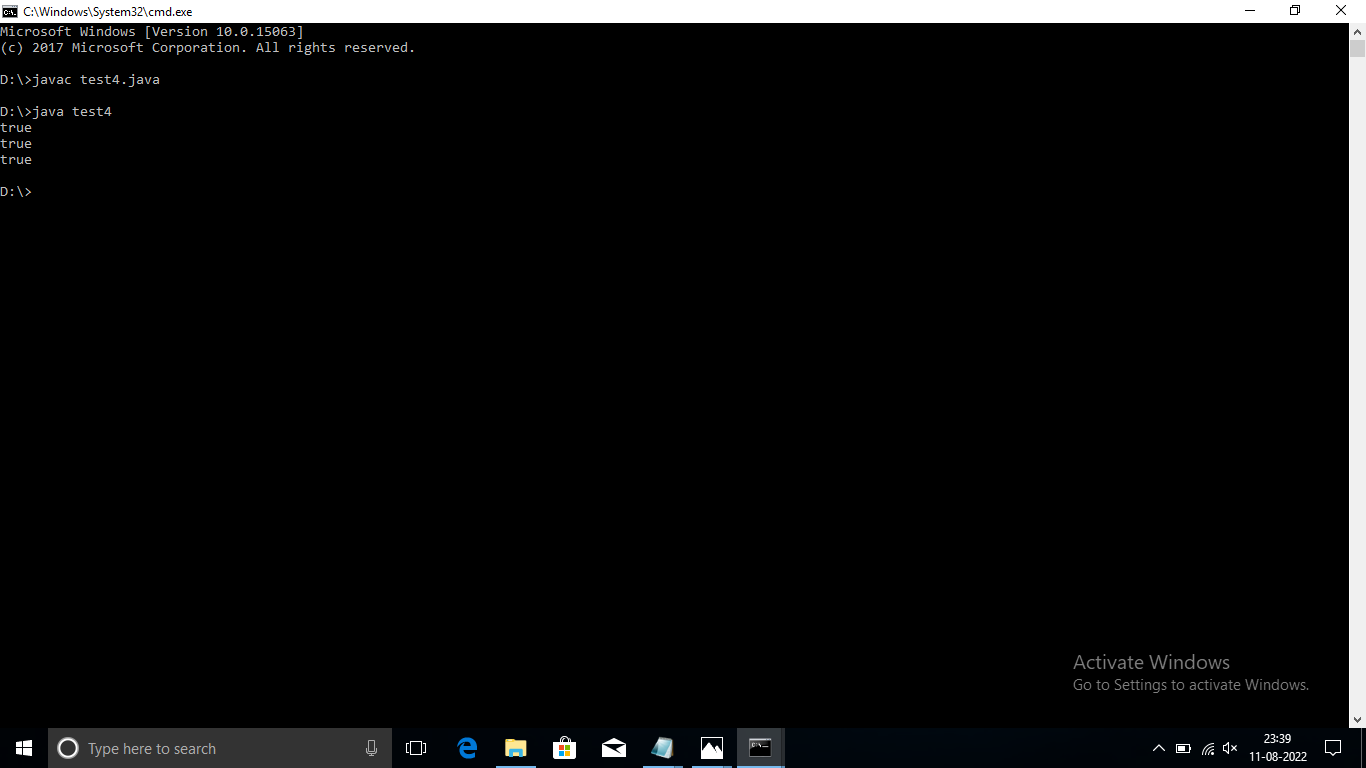 C:\Windows\System32\cmd.exe
Microsoft Windows [Version 10.0.15063]
(c) 2017 Microsoft Corporation. All rights reserved.
D:\>javac test4.java
D:\>java test4
true
true
true
D:\>
Activate Windows
Go to Settings to activate Windows.
Type here to search
23:39
11-08-2022